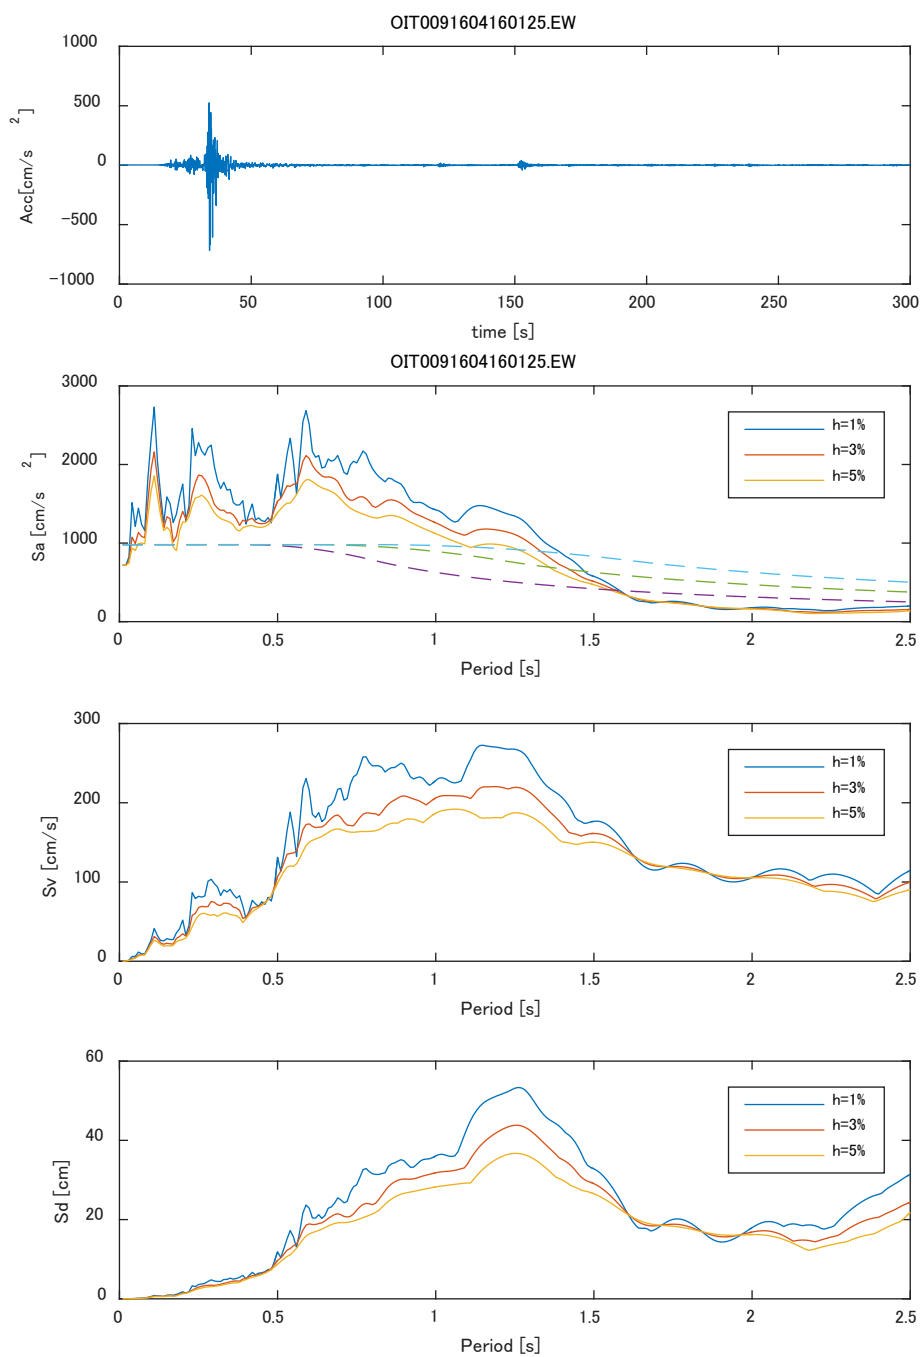 OIT0091604160125.EW
1000
500
0
−500
−1000
Acc[cm/s2]
0 50 100 150 200 250 300
time [s]
OIT0091604160125.EW
3000
2000
1000
0
Sa [cm/s2]
h=1%
h=3%
h=5%
0 0.5 1 1.5 2 2.5
Period [s]
300
200
100
0
Sv [cm/s]
h=1%
h=3%
h=5%
0 0.5 1 1.5 2 2.5
Period [s]
60
40
20
0
Sd [cm]
h=1%
h=3%
h=5%
0 0.5 1 1.5 2 2.5
Period [s]